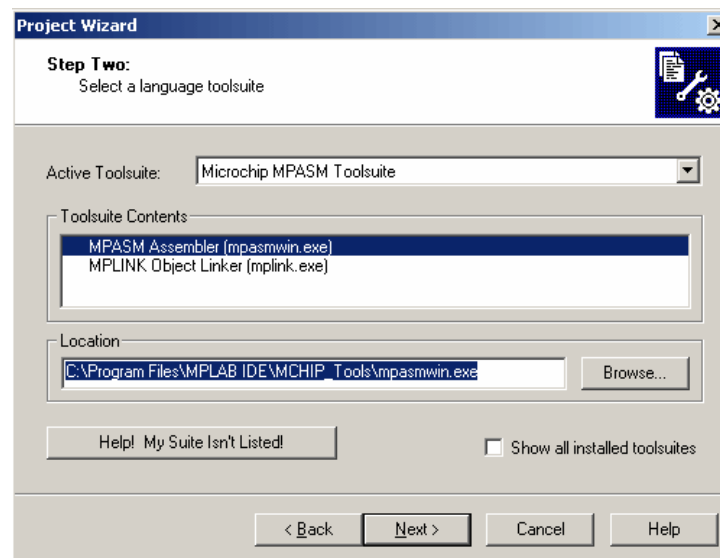 Project Wizard
Step Two:
Select a language toolsuite
Active Toolsuite:
Microchip MPASM Toolsuite
Toolsuite Contents
MPASM Assembler (mpasmwin.exe)
MPLINK Object Linker (mplink.exe)
Location
C:\Program Files\MPLAB IDE\MCHIP_Tools\mpasmwin.exe
Browse...
Help! My Suite Isn't Listed!
Show all installed toolsuites
< Back
Next >
Cancel
Help